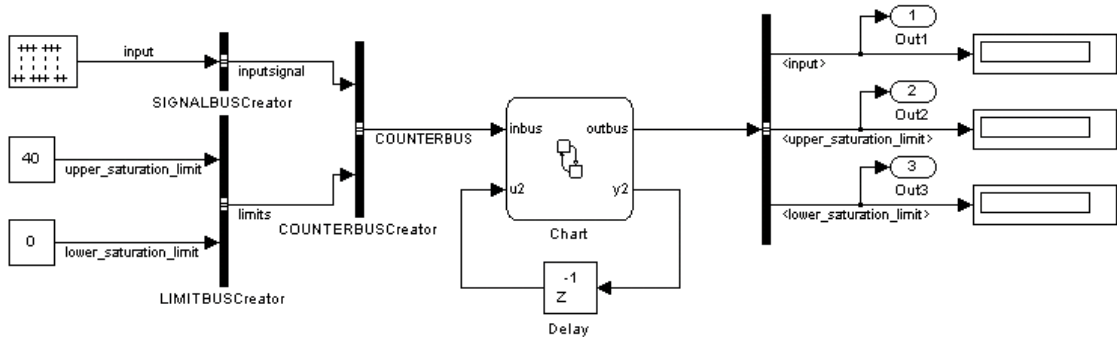 input
inputsignal
SIGNALBUSCreator
40
upper_saturation_limit
limits
0
lower_saturation_limit
LIMITBUSCreator
COUNTERBUS
COUNTERBUSCreator
inbus
outbus
u2
y2
Chart
-1
Z
Delay
1
Out1
<input>
2
Out2
<upper_saturation_limit>
3
Out3
<lower_saturation_limit>